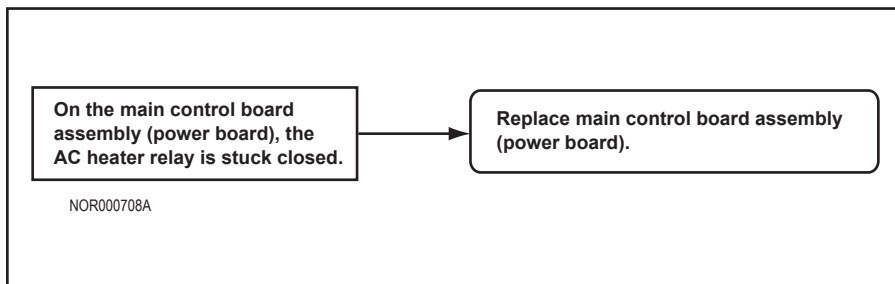 On the main control board
assembly (power board), the
AC heater relay is stuck closed.
Replace main control board assembly
(power board).
NOR000708A